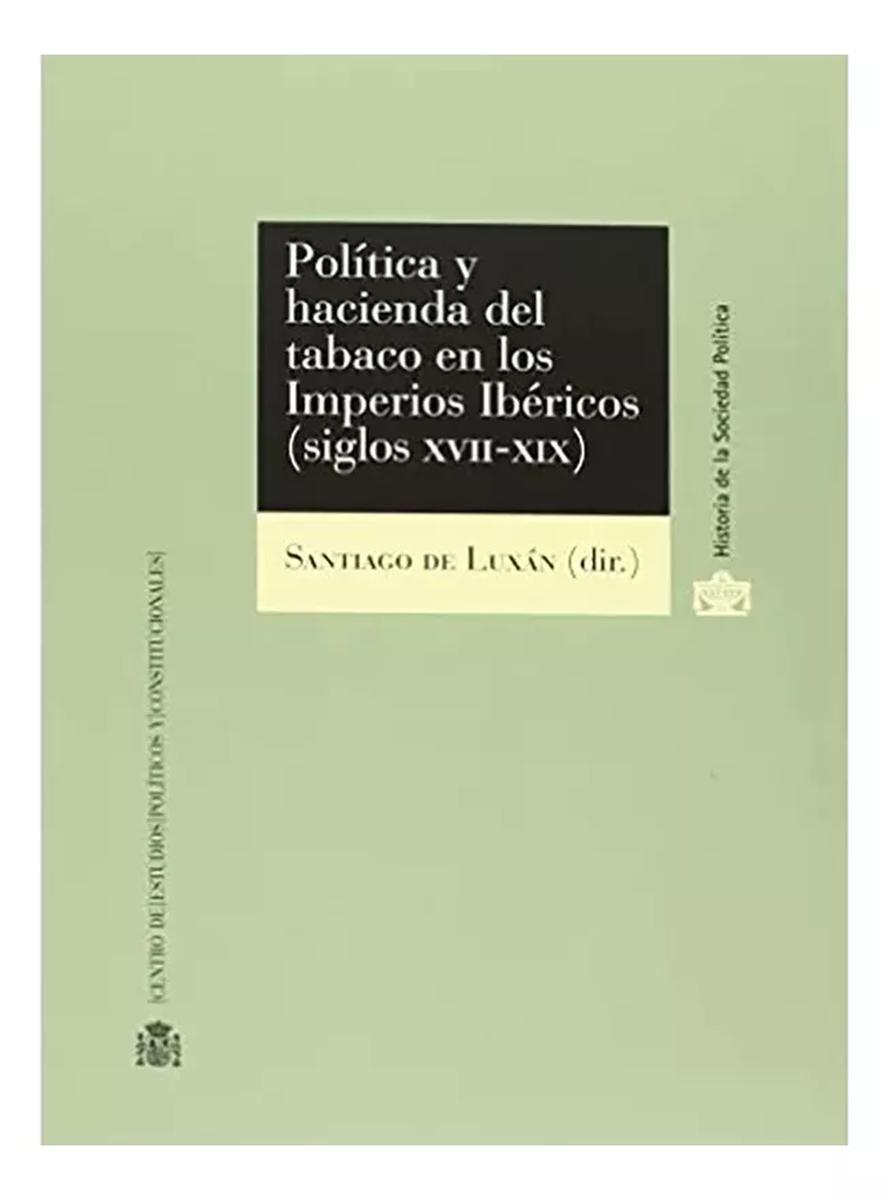 Política y
hacienda del
tabaco en los
Imperios Ibéricos
(siglos XVII-XIX)
SANTIAGO DE LUXÁN (dir.)
Historia de la Sociedad Política
|CENTRO DE|ESTUDIOS|POLÍTICOS Y|CONSTITUCIONALES|